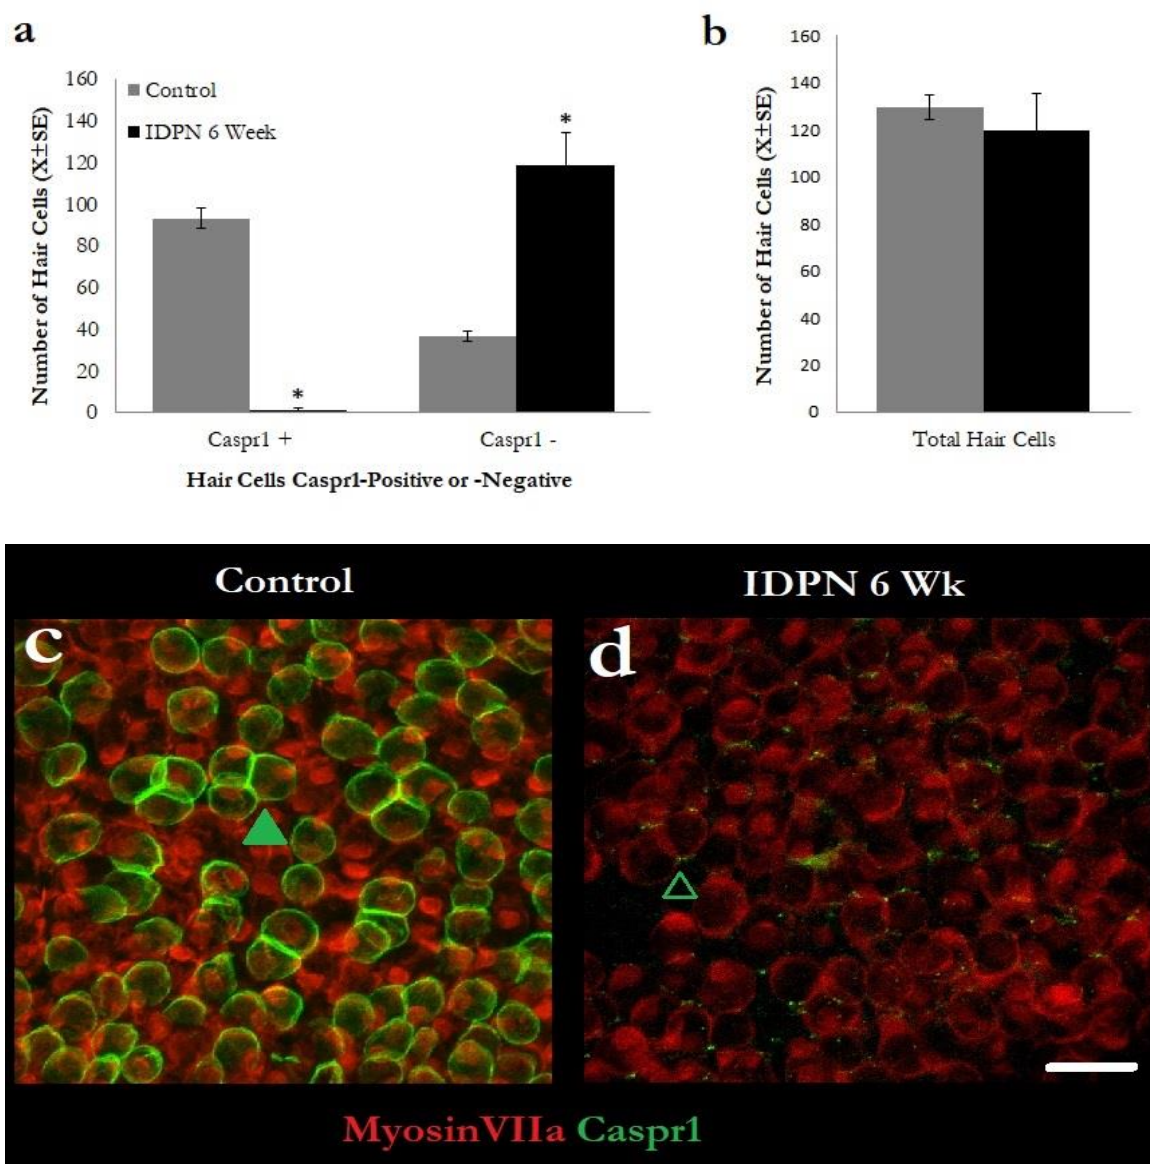 a
Number of Hair Cells (X±SE)
160
140
120
100
80
60
40
20
0
Control
IDPN 6 Week
*
*
Caspr1 +
Caspr1 -
Hair Cells Caspr1-Positive or -Negative
b
Number of Hair Cells (X±SE)
160
140
120
100
80
60
40
20
0
Total Hair Cells
Control
IDPN 6 Wk
c
d
MyosinVIIa Caspr1